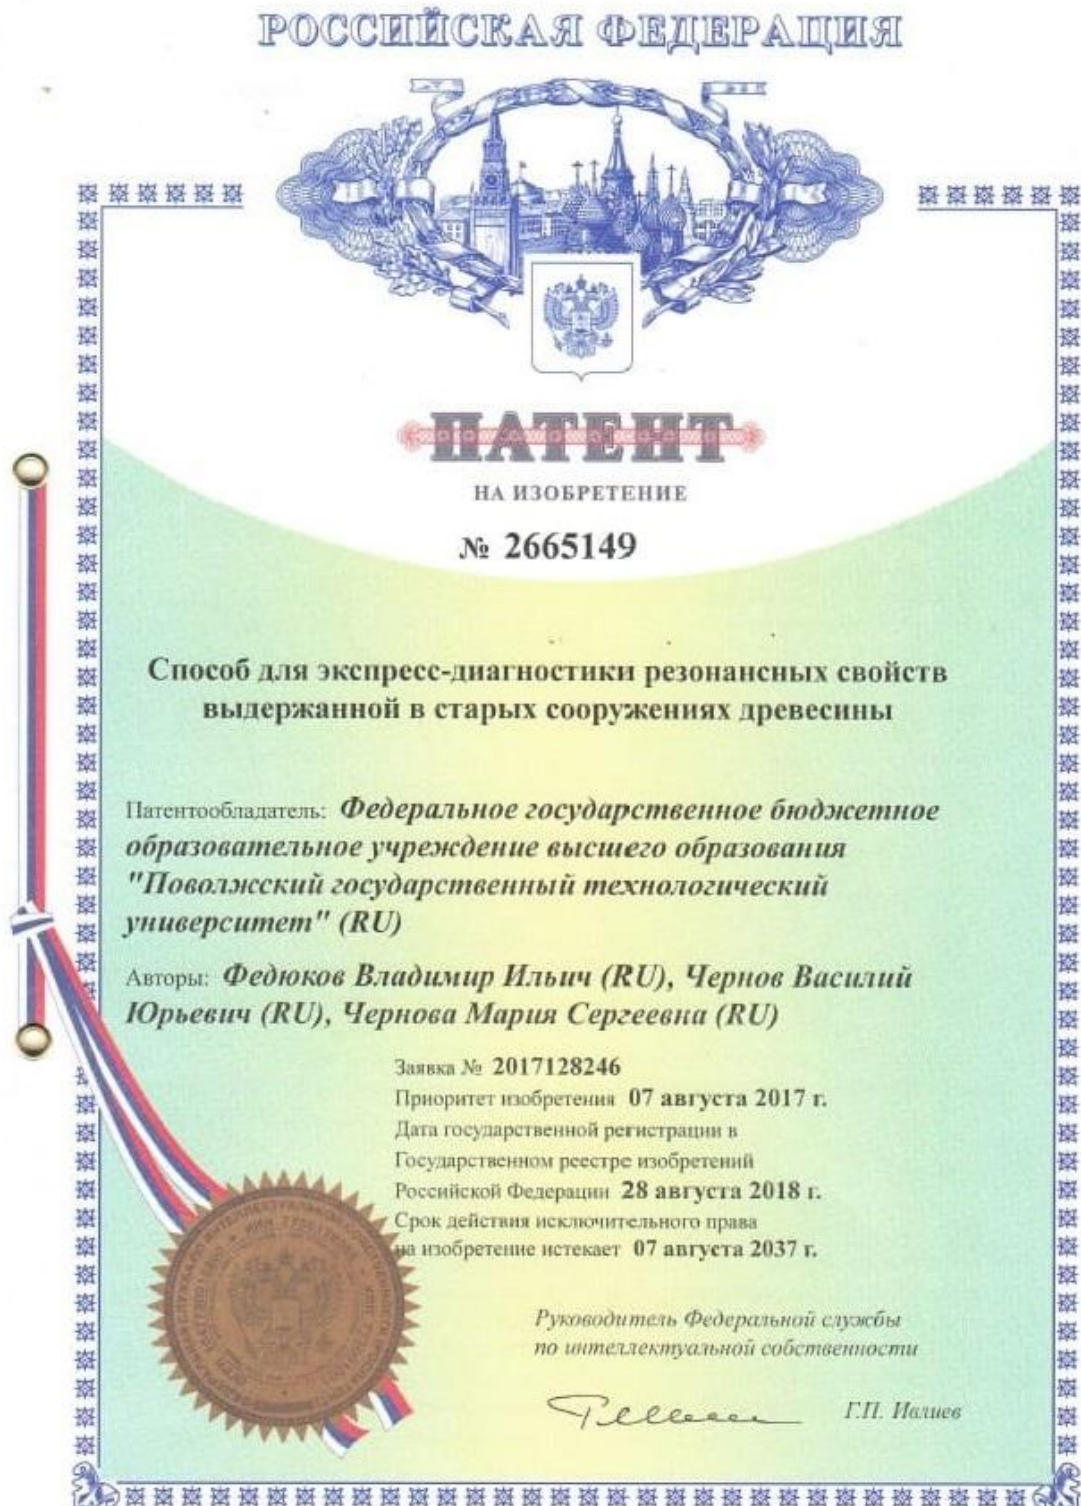 РОССИЙСКАЯ ФЕДЕРАЦИЯ
ПАТЕНТ
НА ИЗОБРЕТЕНИЕ
№ 2665149
Способ для экспресс-диагностики резонансных свойств
выдержанной в старых сооружениях древесины
Патентообладатель: Федеральное государственное бюджетное
образовательное учреждение высшего образования
"Поволжский государственный технологический
университет" (RU)
Авторы: Федюков Владимир Ильич (RU), Чернов Василий
Юрьевич (RU), Чернова Мария Сергеевна (RU)
Заявка № 2017128246
Приоритет изобретения 07 августа 2017 г.
Дата государственной регистрации в
Государственном реестре изобретений
Российской Федерации 28 августа 2018 г.
Срок действия исключительного права
на изобретение истекает 07 августа 2037 г.
Руководитель Федеральной службы
по интеллектуальной собственности
Г.П. Ивлиев